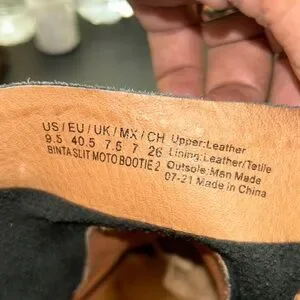 US/EU/UK/MX/CH Upper:Leather
9.5 40.5 7.5 7 26 Lining:Leather/Tetile
BINTA SLIT MOTO BOOTIE 2 Outsole:Man Made
07-21 Made in China